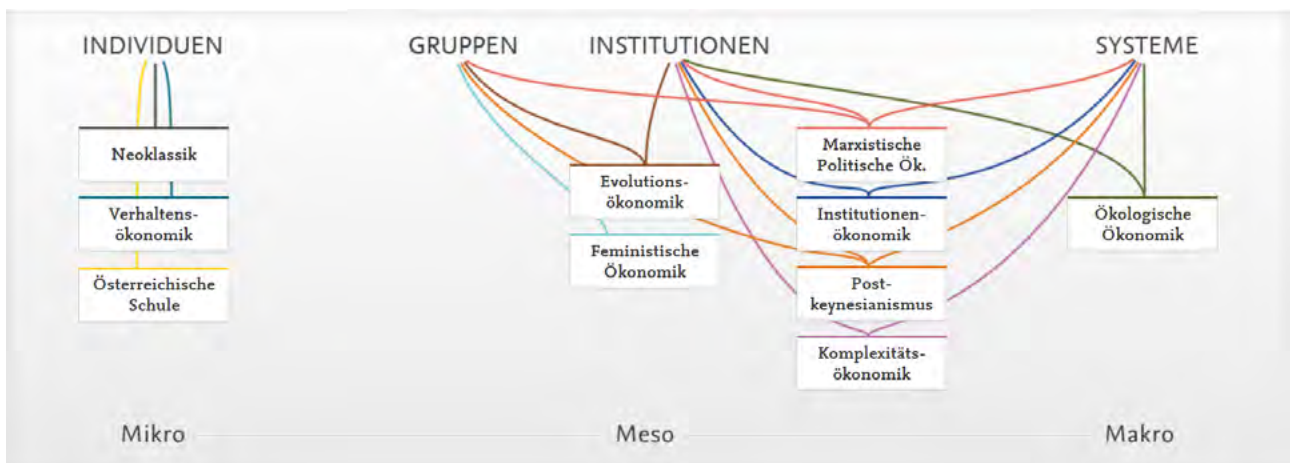 INDIVIDUEN
GRUPPEN
INSTITUTIONEN
SYSTEME
Neoklassik
Verhaltens-
ökonomik
Österreichische
Schule
Evolutions-
ökonomik
Feministische
Ökonomik
Marxistische
Politische Ök.
Institutionen-
ökonomik
Post-
keynesianismus
Komplexitäts-
ökonomik
Ökologische
Ökonomik
Mikro
Meso
Makro